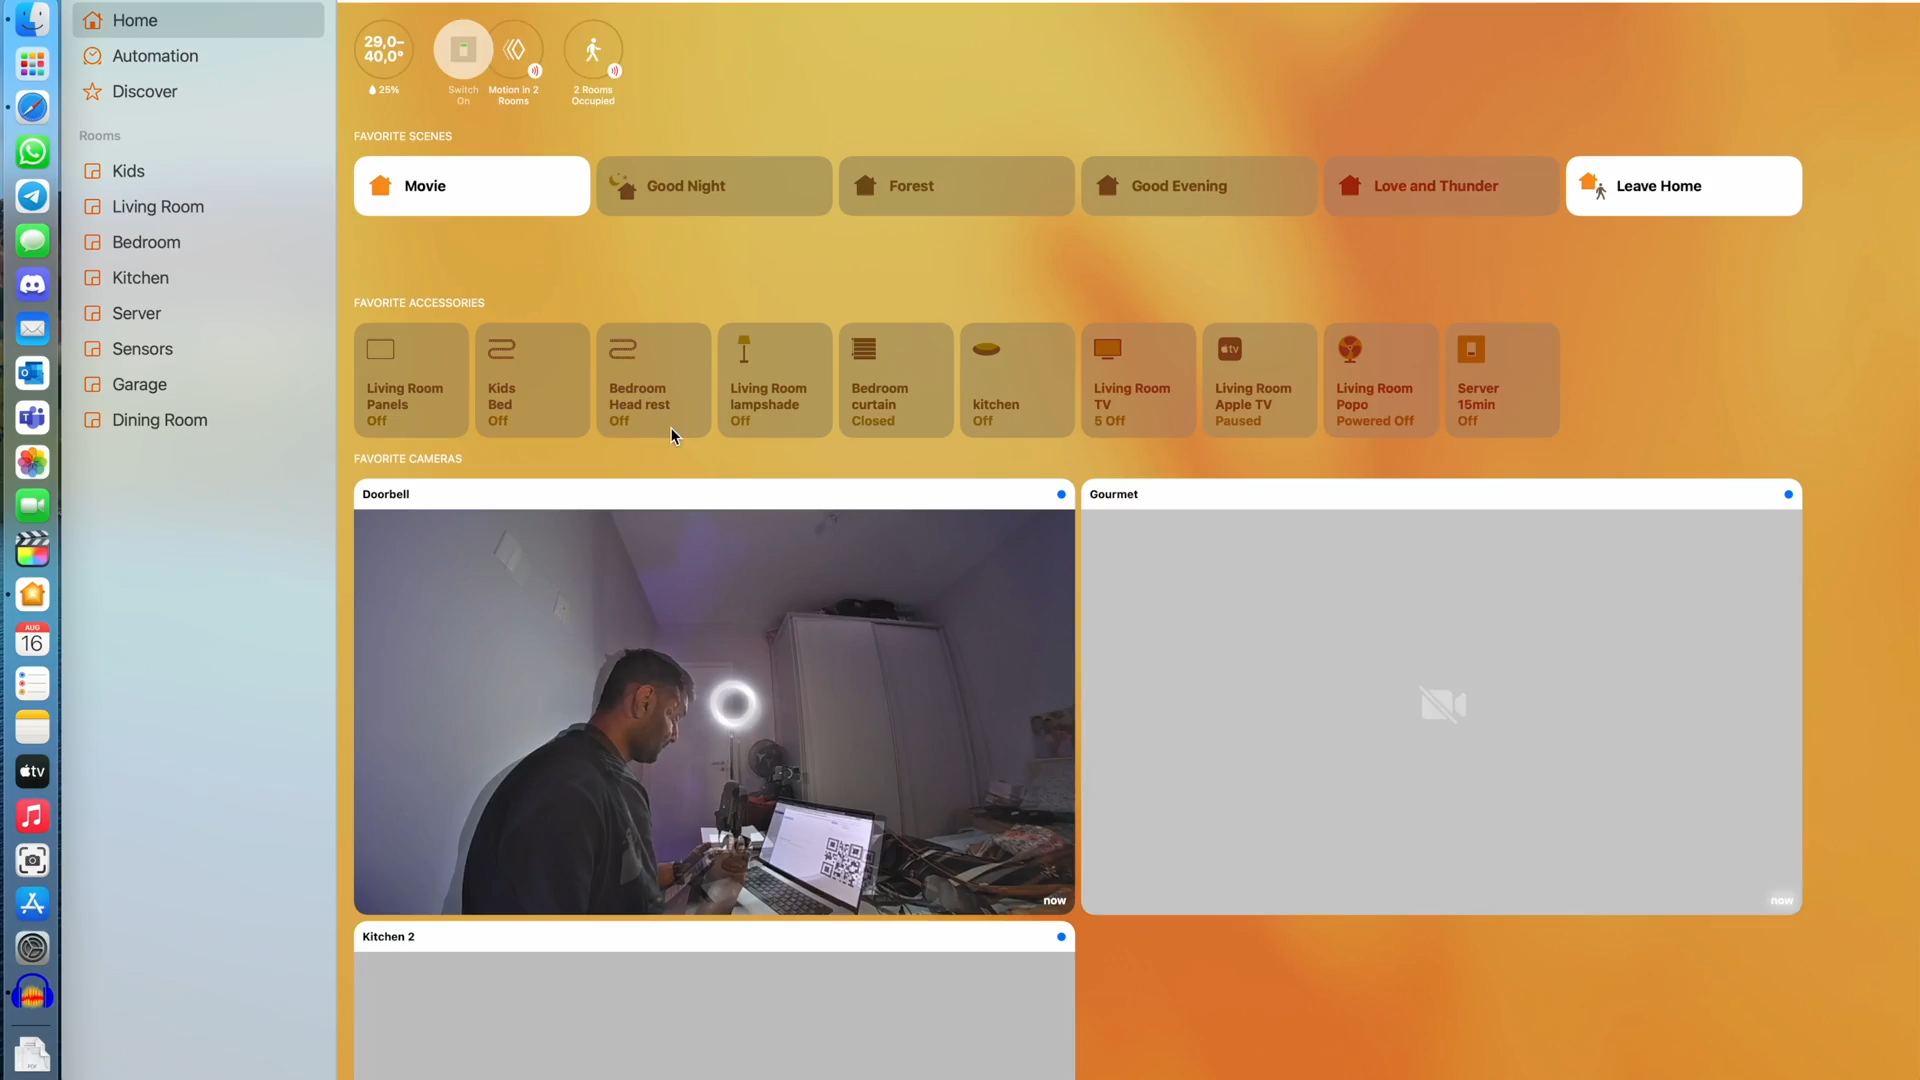 Home
Automation
Discover
Rooms
Kids
Living Room
Bedroom
Kitchen
Server
Sensors
Garage
Dining Room
AUG
16
tv
PDF
29,0–
40,0°
25%
Switch
On
Motion in 2
Rooms
2 Rooms
Occupied
FAVORITE SCENES
Movie
Good Night
Forest
Good Evening
Love and Thunder
Leave Home
FAVORITE ACCESSORIES
Living Room
Panels
Off
Kids
Bed
Off
Bedroom
Head rest
Off
Living Room
lampshade
Off
Bedroom
curtain
Closed
kitchen
Off
Living Room
TV
5 Off
tv
Living Room
Apple TV
Paused
Living Room
Popo
Powered Off
Server
15min
Off
FAVORITE CAMERAS
Doorbell
now
Gourmet
now
Kitchen 2